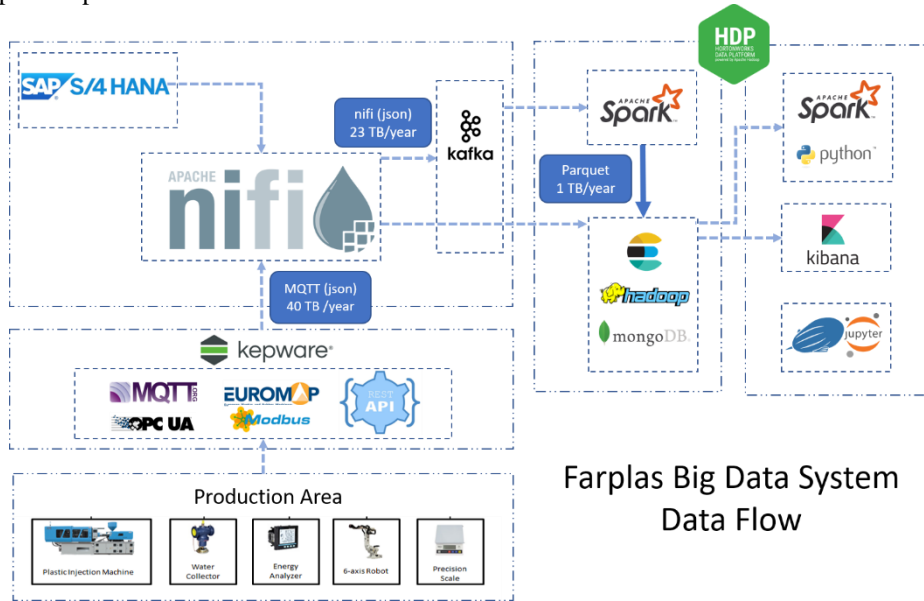 HDP
HORTONWORKS
DATA PLATFORM
SAP S/4 HANA
nifi (json)
23 TB/year
kafka
APACHE
Spark
APACHE
Spark
python
APACHE
nifi
Parquet
1 TB/year
kibana
MQTT (json)
40 TB /year
hadoop
mongoDB
jupyter
kepware
MQTT.ORG
EUROMAP
REST
API
OPC UA
Modbus
Production Area
Plastic Injection Machine
Water
Collector
Energy
Analyzer
6-axis Robot
Precision
Scale
Farplas Big Data System
Data Flow